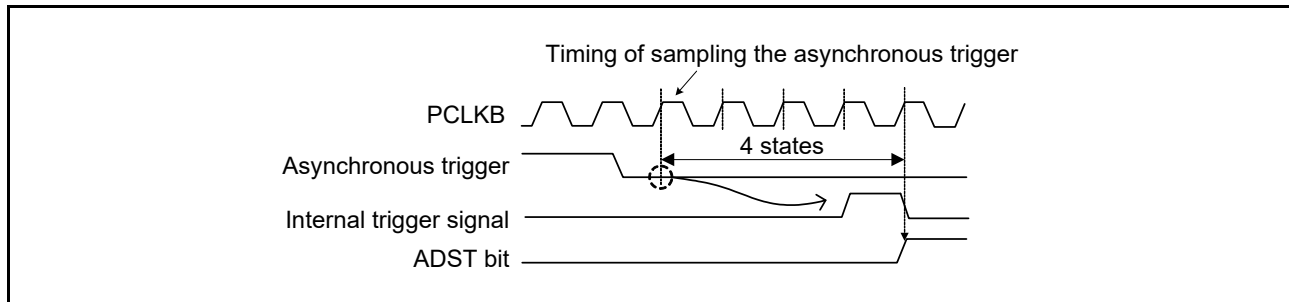 Timing of sampling the asynchronous trigger
PCLKB
4 states
Asynchronous trigger
Internal trigger signal
ADST bit